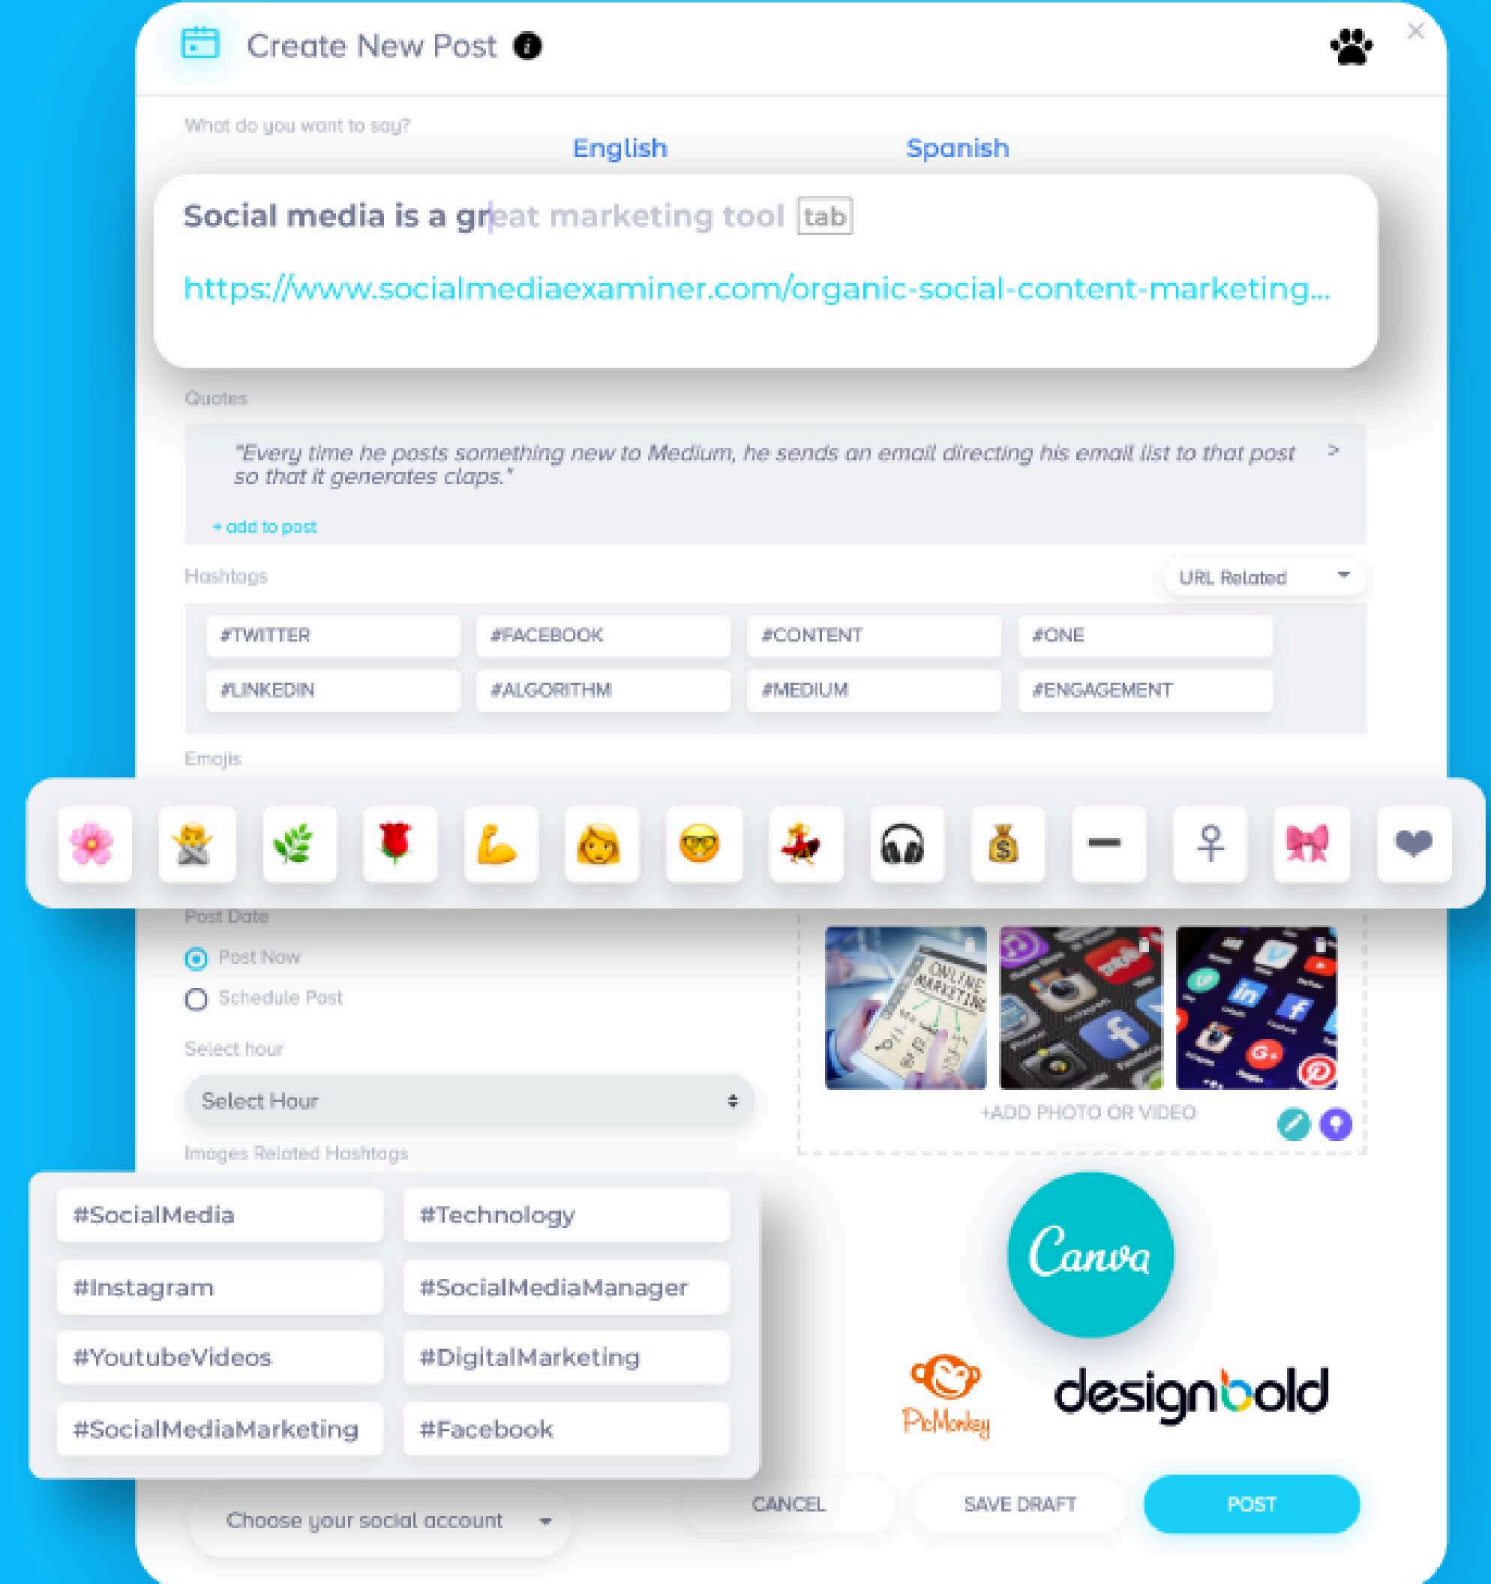 Create New Post
What do you want to say?
English Spanish
Social media is a great marketing tool tab
https://www.socialmediaexaminer.com/organic-social-content-marketing...
Quotes
"Every time he posts something new to Medium, he sends an email directing his email list to that post >
so that it generates claps."
+ add to post
Hashtags URL Related
#TWITTER #FACEBOOK #CONTENT #ONE
#LINKEDIN #ALGORITHM #MEDIUM #ENGAGEMENT
Emojis
Post Date
Post Now
Schedule Post
ONLINE
MARKETING
Select hour
Select Hour
+ADD PHOTO OR VIDEO
Images Related Hashtags
#SocialMedia #Technology
#Instagram #SocialMediaManager
#YoutubeVideos #DigitalMarketing
#SocialMediaMarketing #Facebook
Canva
PicMonkey
designbold
CANCEL SAVE DRAFT POST
Choose your social account